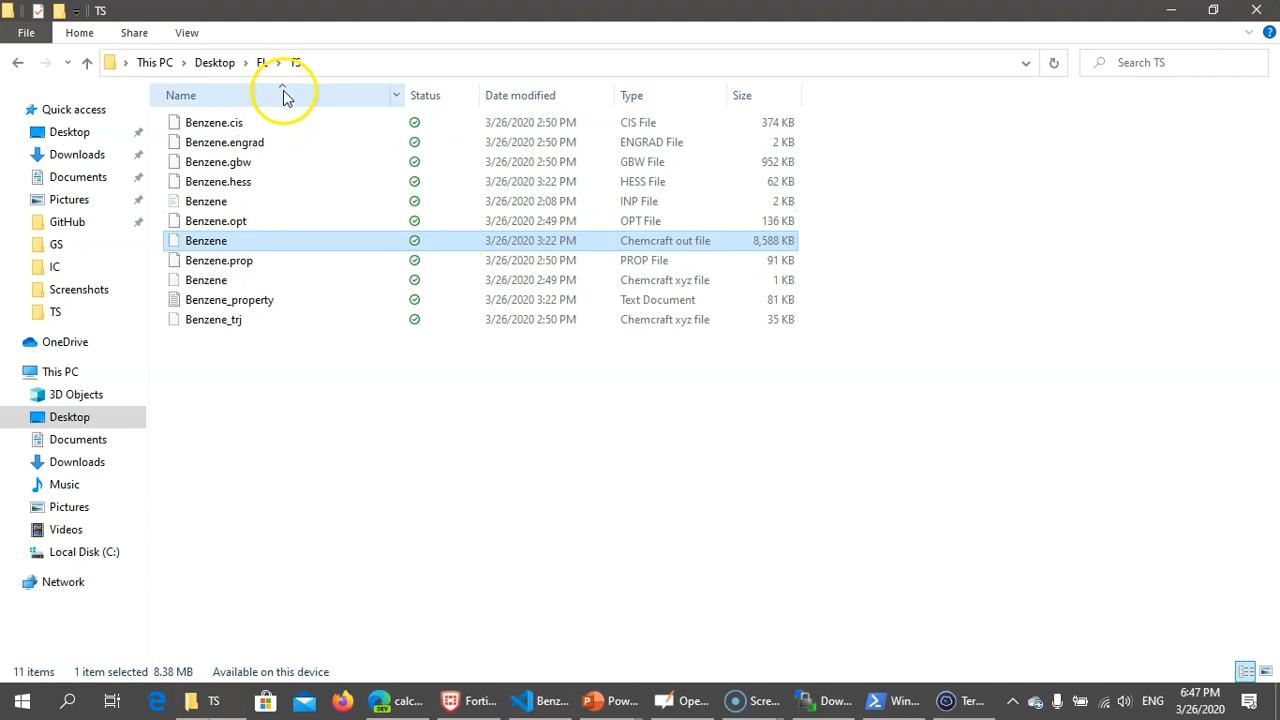 TS
File Home Share View
This PC Desktop FL TS Search TS
Name Status Date modified Type Size
Quick access
Desktop
Downloads
Documents
Pictures
GitHub
GS
IC
Screenshots
TS
OneDrive
This PC
3D Objects
Desktop
Documents
Downloads
Music
Pictures
Videos
Local Disk (C:)
Network
Benzene.cis 3/26/2020 2:50 PM CIS File 374 KB
Benzene.engrad 3/26/2020 2:50 PM ENGRAD File 2 KB
Benzene.gbw 3/26/2020 2:50 PM GBW File 952 KB
Benzene.hess 3/26/2020 3:22 PM HESS File 62 KB
Benzene 3/26/2020 2:08 PM INP File 2 KB
Benzene.opt 3/26/2020 2:49 PM OPT File 136 KB
Benzene 3/26/2020 3:22 PM Chemcraft out file 8,588 KB
Benzene.prop 3/26/2020 2:50 PM PROP File 91 KB
Benzene 3/26/2020 2:49 PM Chemcraft xyz file 1 KB
Benzene_property 3/26/2020 3:22 PM Text Document 81 KB
Benzene_trj 3/26/2020 2:50 PM Chemcraft xyz file 35 KB
11 items 1 item selected 8.38 MB Available on this device
TS calc... Forti... Benz... Pow... Ope... Scre... Dow... Win... Ter... ENG 6:47 PM
3/26/2020